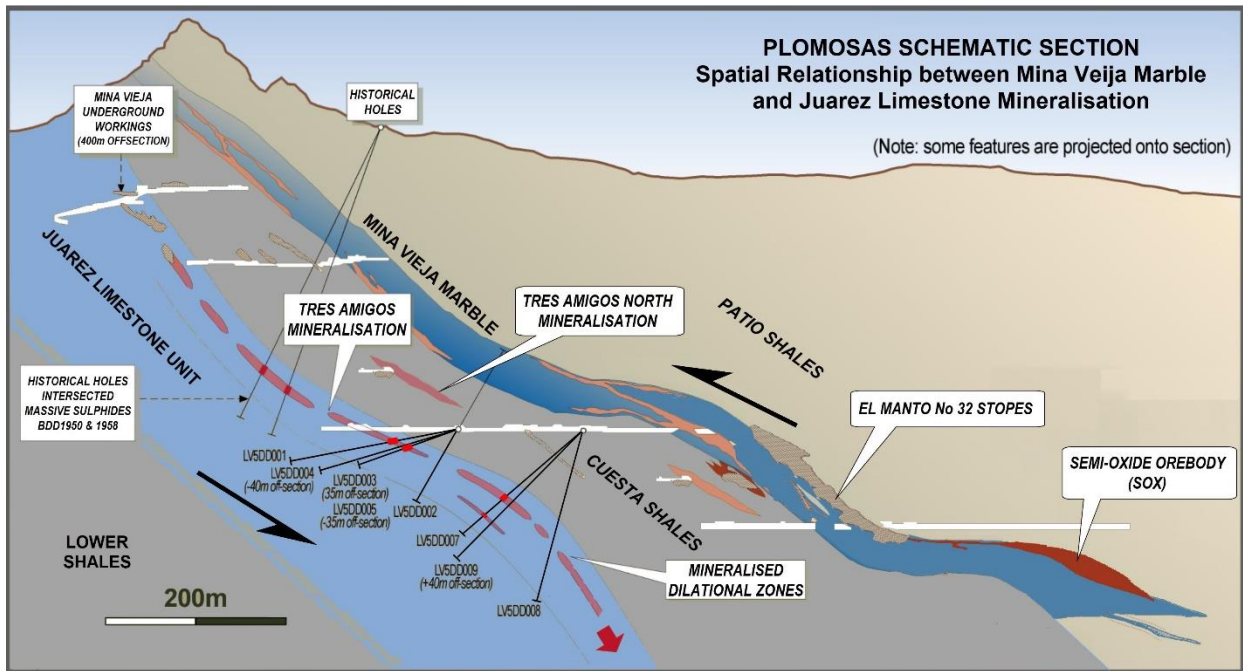 PLOMOSAS SCHEMATIC SECTION
Spatial Relationship between Mina Veija Marble
and Juarez Limestone Mineralisation
(Note: some features are projected onto section)
MINA VIEJA
UNDERGROUND
WORKINGS
(400m OFFSECTION)
HISTORICAL
HOLES
JUAREZ LIMESTONE UNIT
MINA VIEJA MARBLE
PATIO SHALES
TRES AMIGOS
MINERALISATION
TRES AMIGOS NORTH
MINERALISATION
HISTORICAL HOLES
INTERSECTED
MASSIVE SULPHIDES
BDD1950 & 1958
EL MANTO No 32 STOPES
SEMI-OXIDE OREBODY
(SOX)
CUESTA SHALES
LV5DD001
LV5DD004
(-40m off-section)
LV5DD003
(35m off-section)
LV5DD005
(-35m off-section)
LV5DD002
LV5DD007
LV5DD009
(+40m off-section)
LV5DD008
MINERALISED
DILATIONAL ZONES
LOWER
SHALES
200m